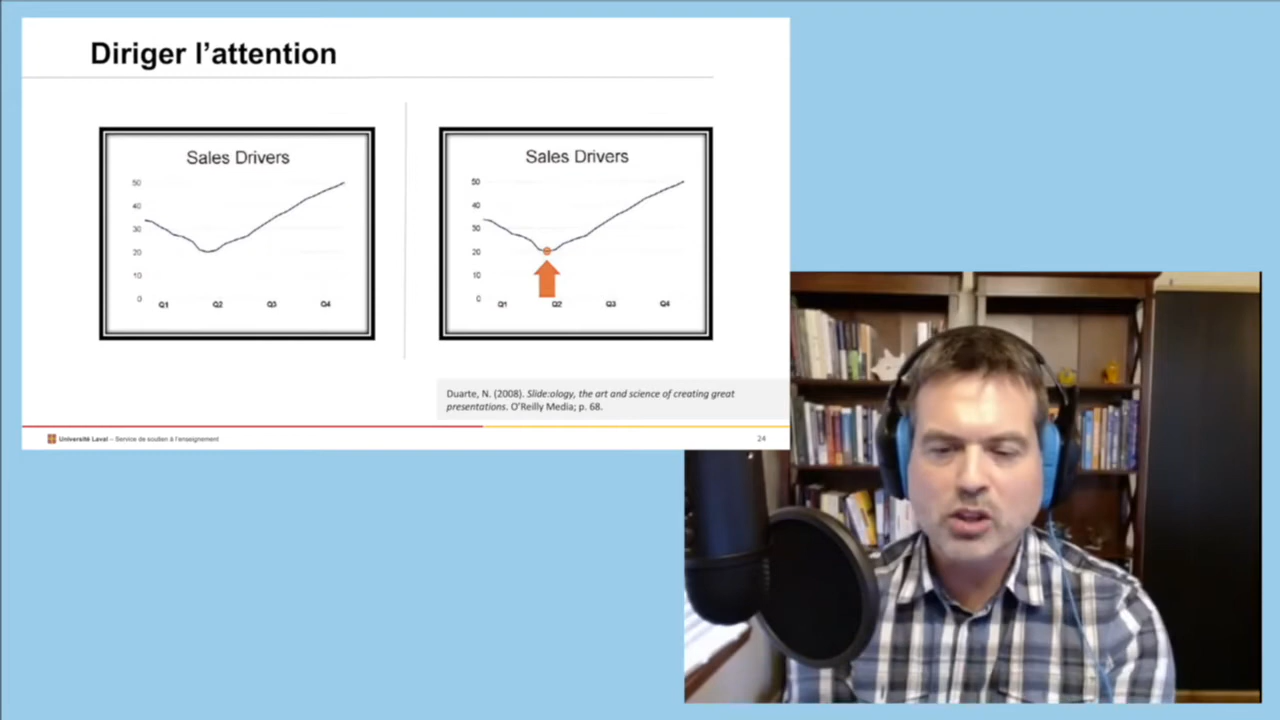 Diriger l'attention
Sales Drivers
50
40
30
20
10
0
Q1 Q2 Q3 Q4
Sales Drivers
50
40
30
20
10
0
Q1 Q2 Q3 Q4
Duarte, N. (2008). Slide:ology, the art and science of creating great
presentations. O'Reilly Media; p. 68.
Université Laval – Service de soutien à l'enseignement
24